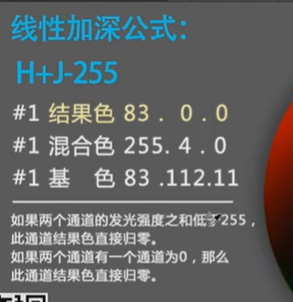 线性加深公式：
H+J-255
#1 结果色 83. 0. 0
#1 混合色 255. 4. 0
#1 基 色 83 .112.11
如果两个通道的发光强度之和低于255，
此通道结果色直接归零。
如果两个通道有一个通道为0，那么
此通道结果色直接归零。